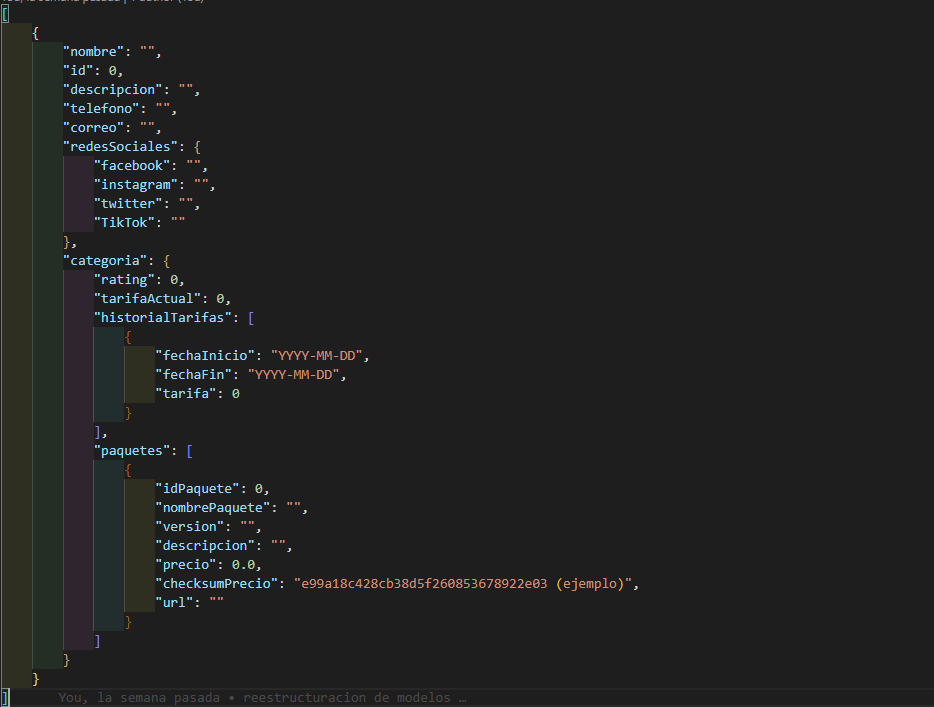 [
{
"nombre": "",
"id": 0,
"descripcion": "",
"telefono": "",
"correo": "",
"redesSociales": {
"facebook": "",
"instagram": "",
"twitter": "",
"TikTok": ""
},
"categoria": {
"rating": 0,
"tarifaActual": 0,
"historialTarifas": [
{
"fechaInicio": "YYYY-MM-DD",
"fechaFin": "YYYY-MM-DD",
"tarifa": 0
}
],
"paquetes": [
{
"idPaquete": 0,
"nombrePaquete": "",
"version": "",
"descripcion": "",
"precio": 0.0,
"checksumPrecio": "e99a18c428cb38d5f260853678922e03 (ejemplo)",
"url": ""
}
]
}
}
] You, la semana pasada • reestructuracion de modelos …